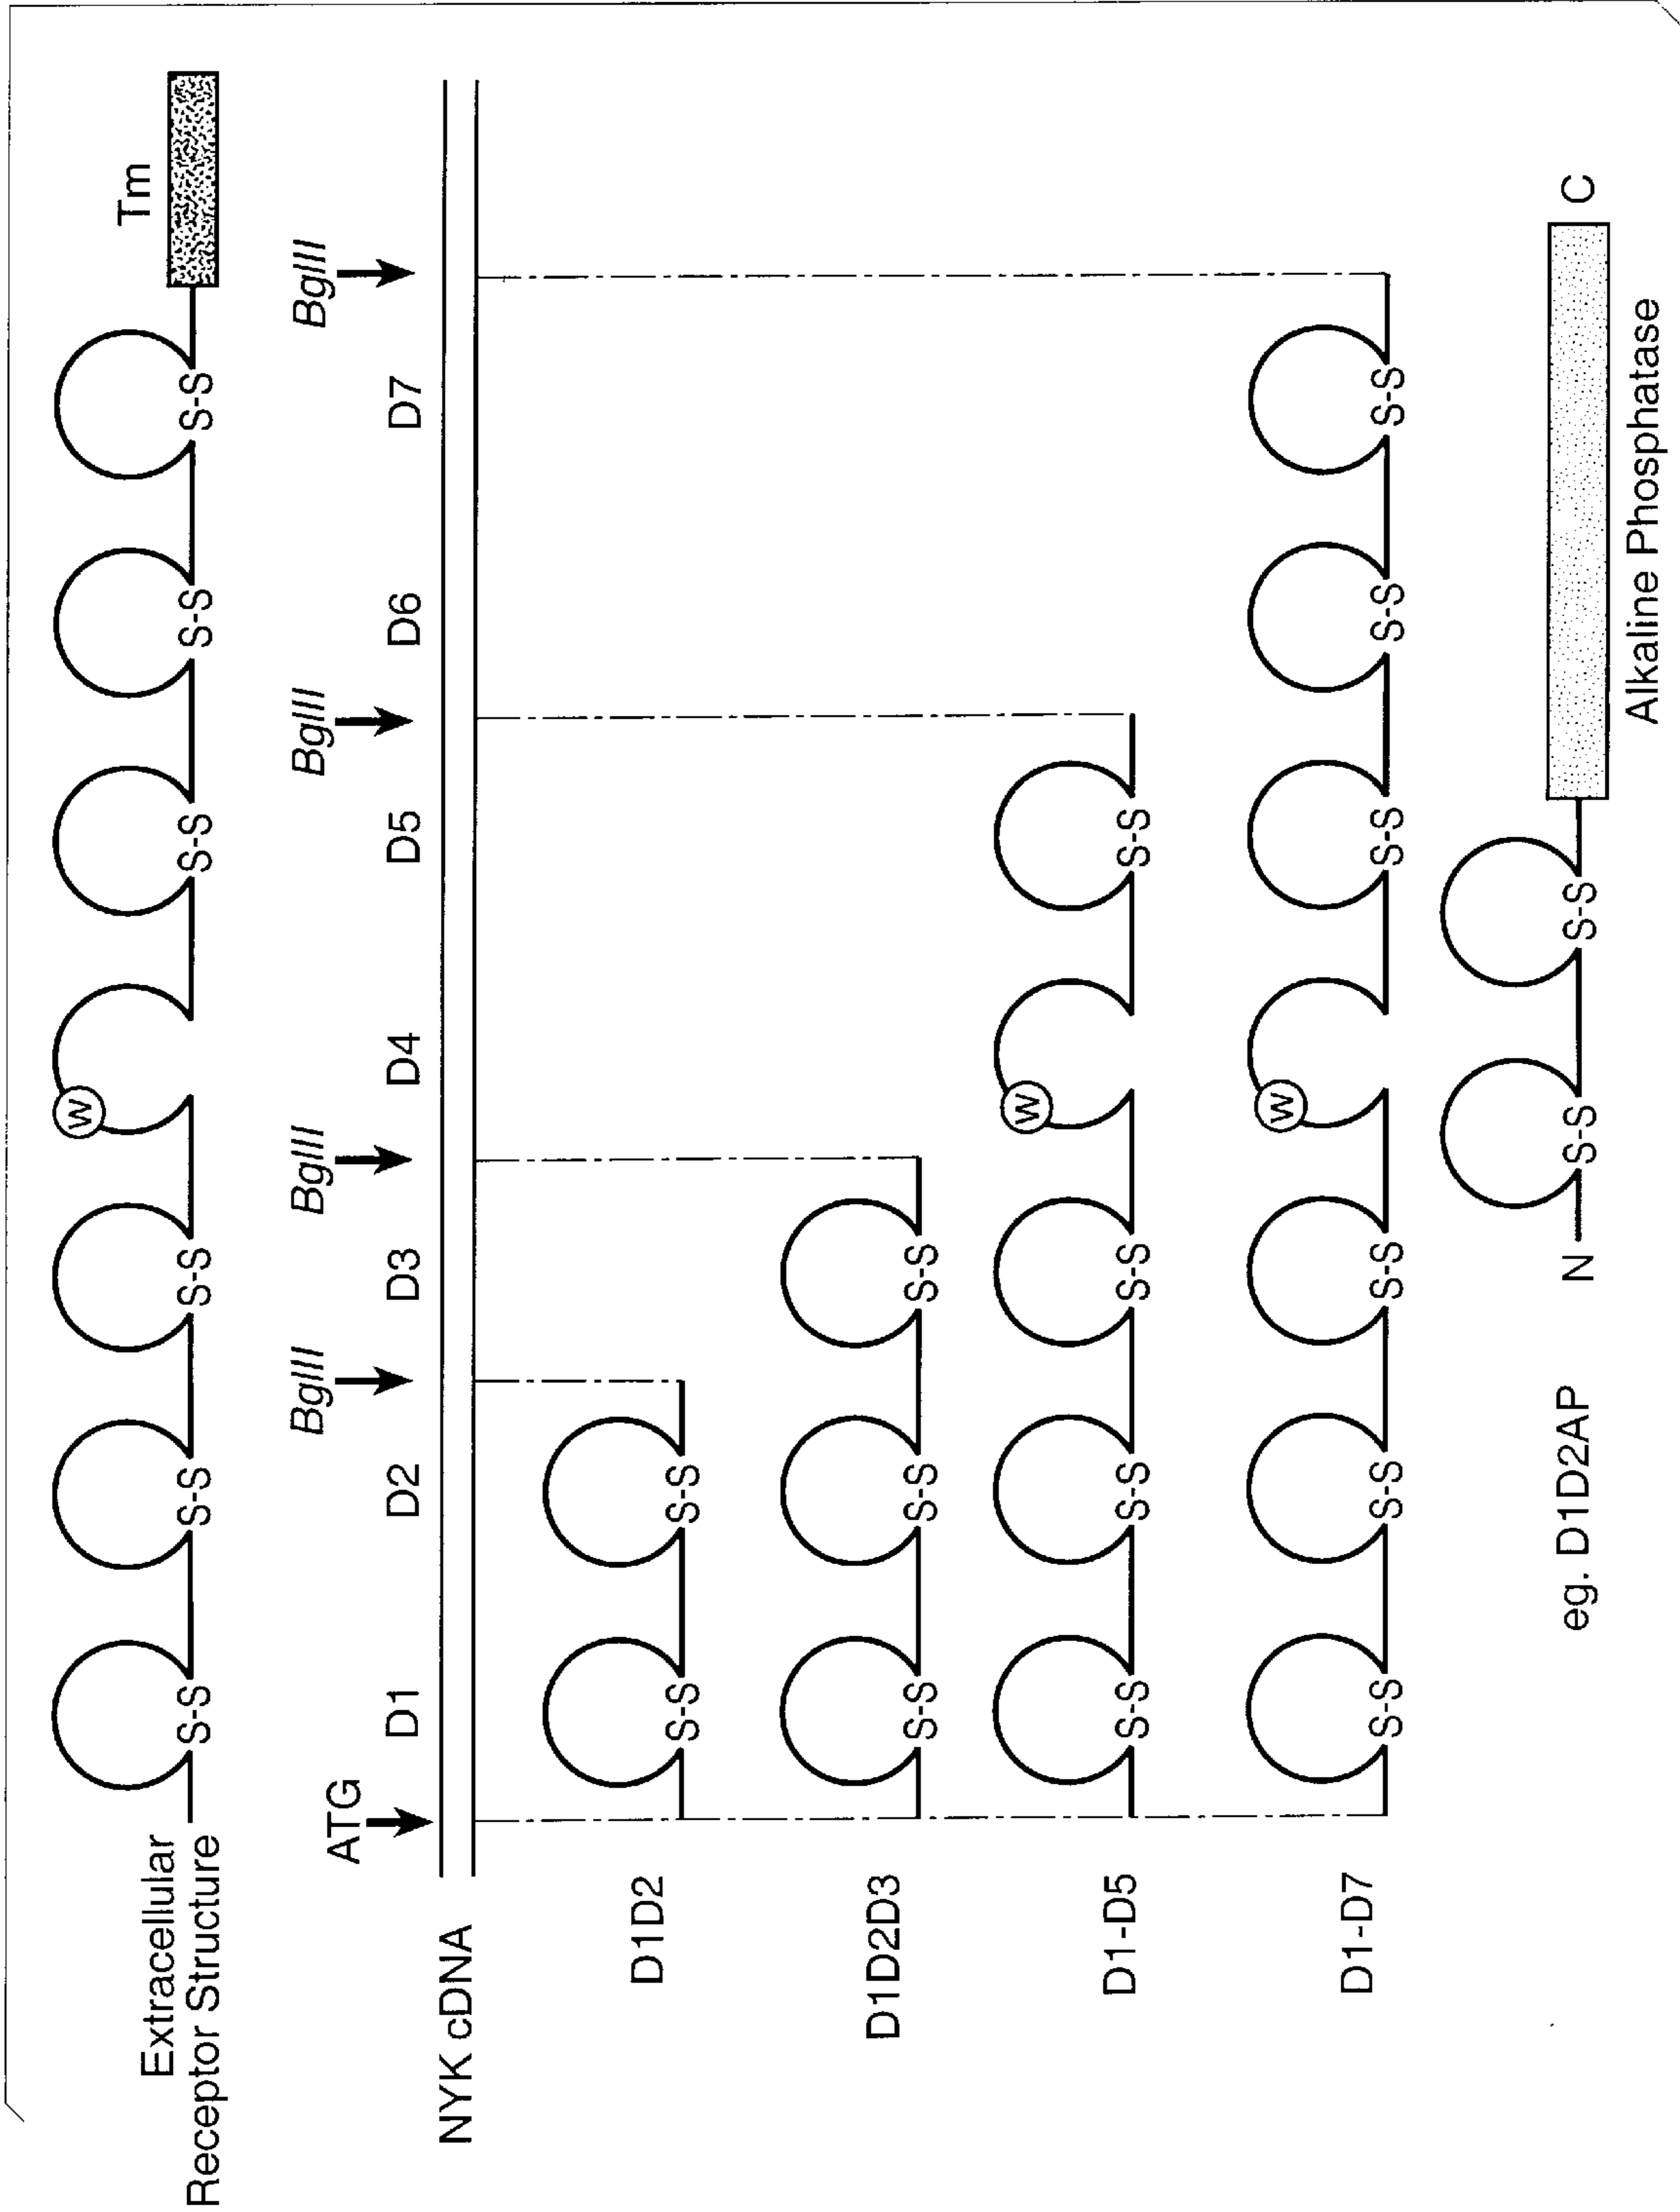 Tm
Extracellular
Receptor Structure
W
S-S S-S S-S S-S S-S S-S
ATG BglII BglII BglII BglII
D1 D2 D3 D4 D5 D6 D7
NYK cDNA
D1D2
S-S S-S
D1D2D3
S-S S-S S-S
W
D1-D5
S-S S-S S-S S-S
W
D1-D7
S-S S-S S-S S-S S-S S-S
eg. D1D2AP N S-S S-S C
Alkaline Phosphatase